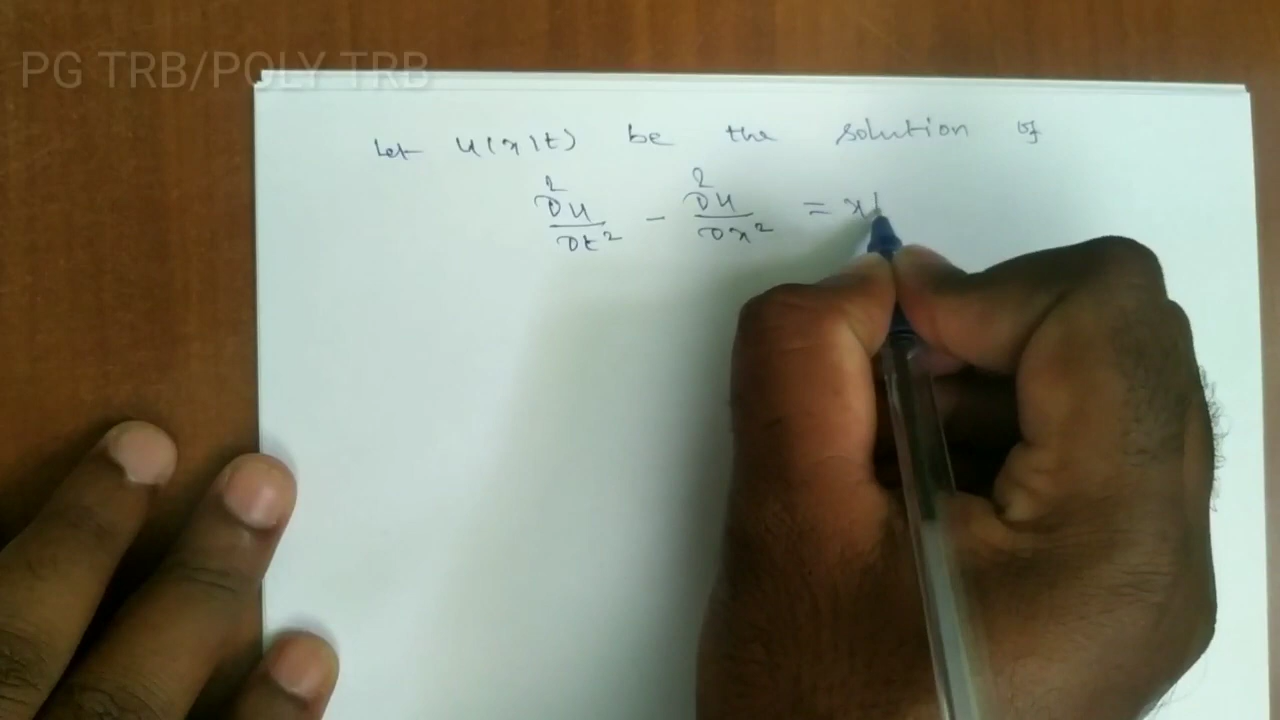 PG TRB/POLY TRB
Let u(x,t) be the solution of
∂²u/∂t² - ∂²u/∂x² = x